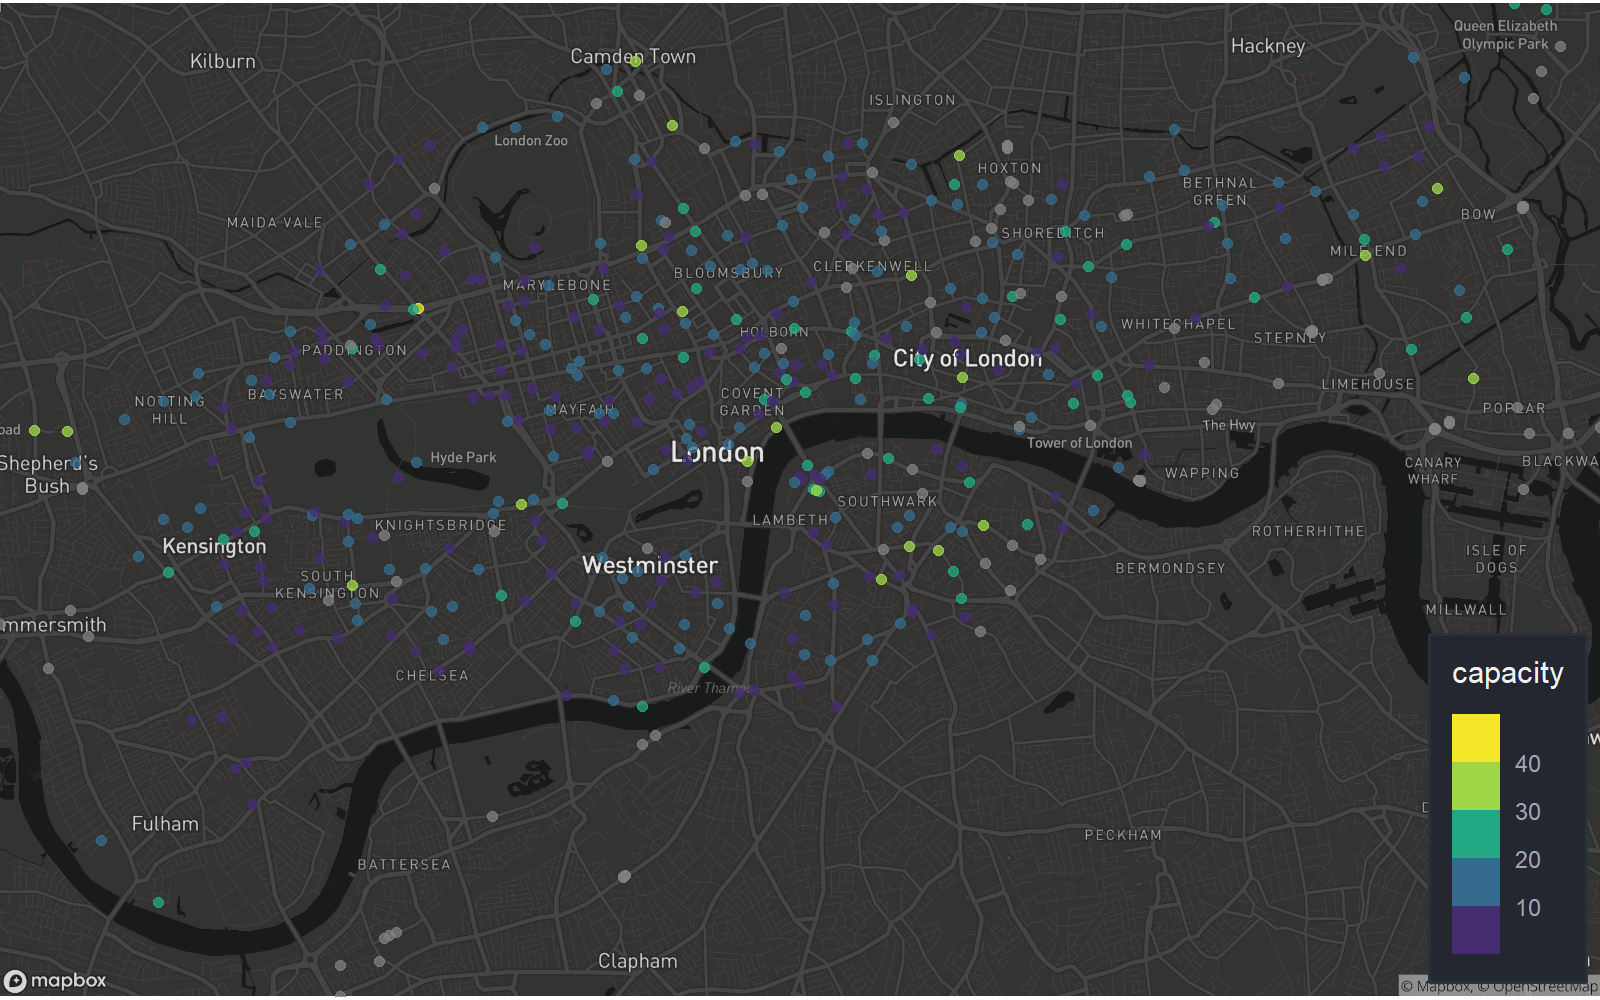 Queen Elizabeth
Olympic Park
Hackney
Kilburn
Camden Town
ISLINGTON
London Zoo
HOXTON
BETHNAL
GREEN
MAIDA VALE
BOW
SHOREDITCH
MILE END
BLOOMSBURY
CLERKENWELL
MARYLEBONE
WHITECHAPEL
HOLBORN
STEPNEY
PADDINGTON
City of London
LIMEHOUSE
BAYSWATER
COVENT
GARDEN
NOTTING
HILL
MAYFAIR
POPLAR
The Hwy
oad
Tower of London
London
Hyde Park
Shepherd's
Bush
CANARY
WHARF
BLACKWA
WAPPING
SOUTHWARK
KNIGHTSBRIDGE
LAMBETH
ROTHERHITHE
Kensington
ISLE OF
DOGS
Westminster
BERMONDSEY
SOUTH
KENSINGTON
MILLWALL
mmersmith
CHELSEA
River Thames
capacity
40
30
20
10
Fulham
PECKHAM
BATTERSEA
Clapham
mapbox
© Mapbox, © OpenStreetMap